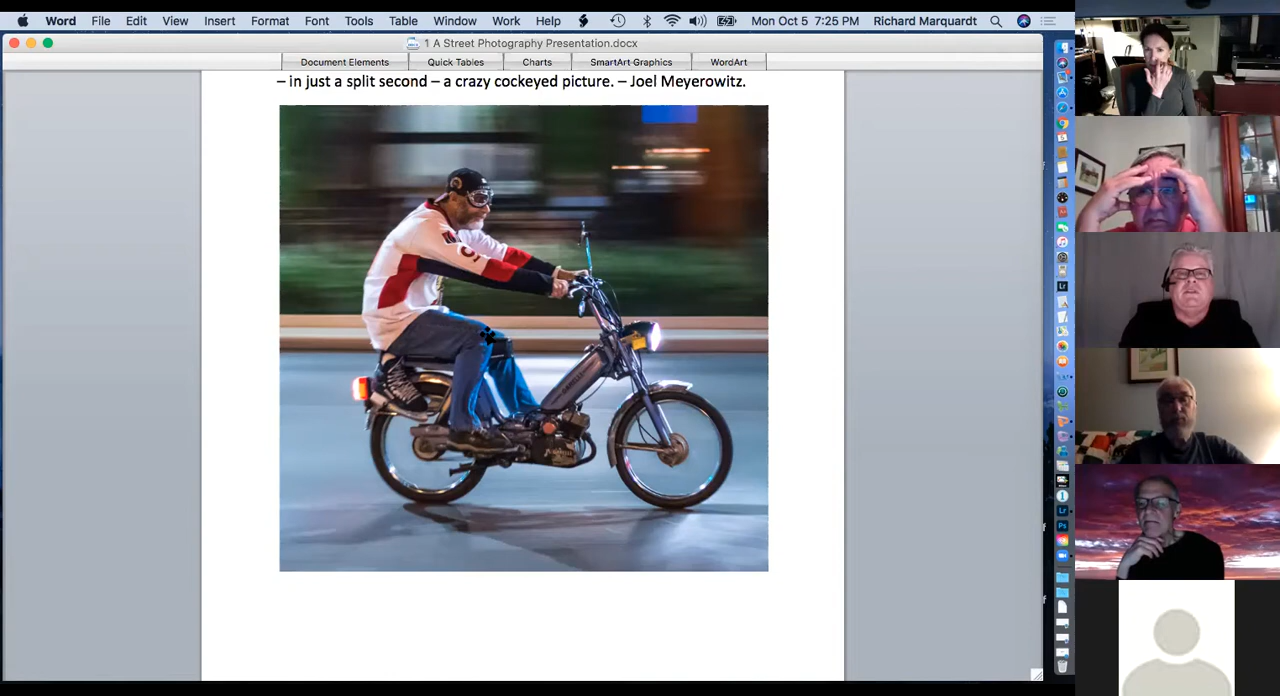 Word File Edit View Insert Format Font Tools Table Window Work Help Mon Oct 5 7:25 PM Richard Marquardt
1 A Street Photography Presentation.docx
Document Elements Quick Tables Charts SmartArt Graphics WordArt
– in just a split second – a crazy cockeyed picture. – Joel Meyerowitz.